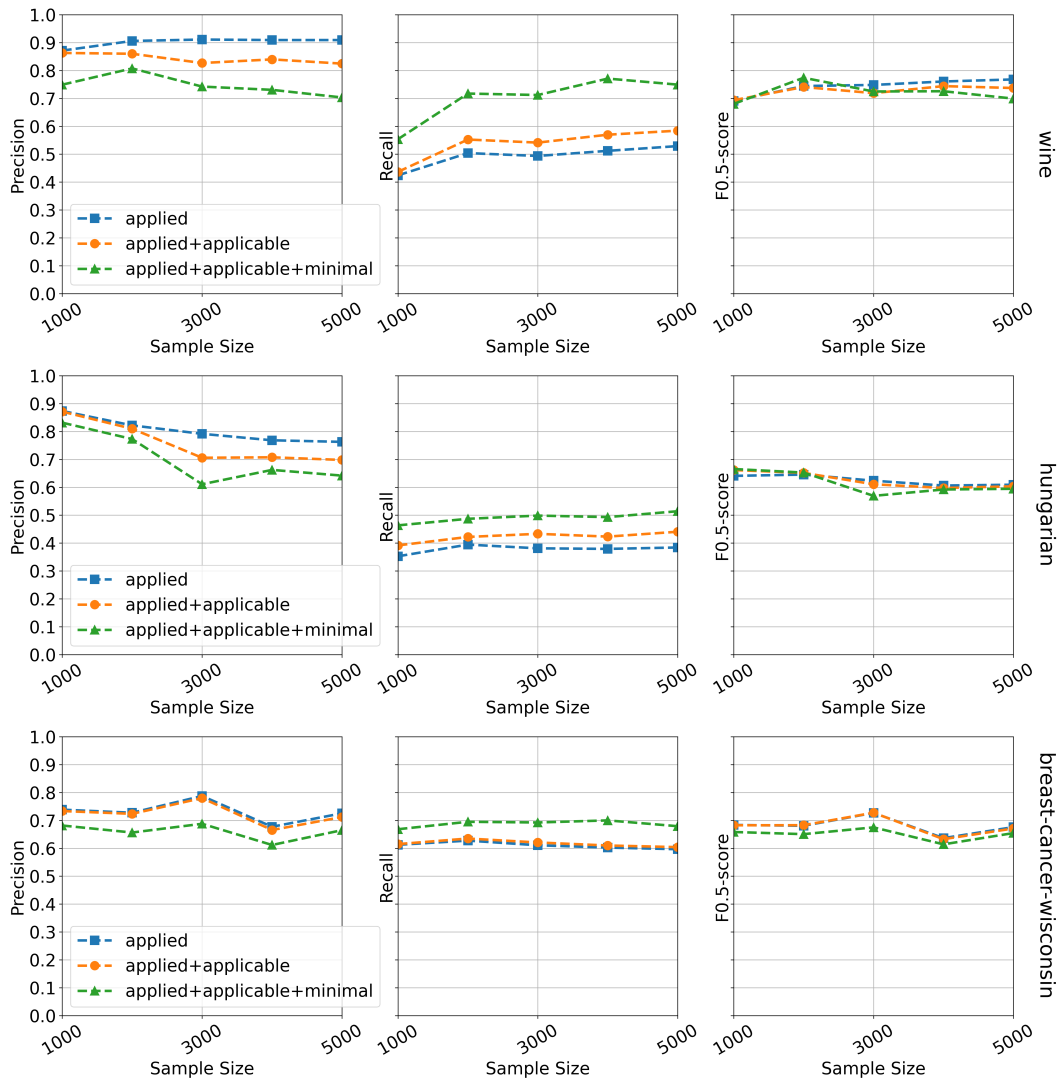 1.0
0.9
0.8
0.7
0.6
0.5
0.4
0.3
0.2
0.1
0.0
Precision
applied
applied+applicable
applied+applicable+minimal
1000
3000
5000
Sample Size
Recall
1000
3000
5000
Sample Size
F0.5-score
1000
3000
5000
Sample Size
wine
1.0
0.9
0.8
0.7
0.6
0.5
0.4
0.3
0.2
0.1
0.0
Precision
applied
applied+applicable
applied+applicable+minimal
1000
3000
5000
Sample Size
Recall
1000
3000
5000
Sample Size
F0.5-score
1000
3000
5000
Sample Size
hungarian
1.0
0.9
0.8
0.7
0.6
0.5
0.4
0.3
0.2
0.1
0.0
Precision
applied
applied+applicable
applied+applicable+minimal
1000
3000
5000
Sample Size
Recall
1000
3000
5000
Sample Size
F0.5-score
1000
3000
5000
Sample Size
breast-cancer-wisconsin